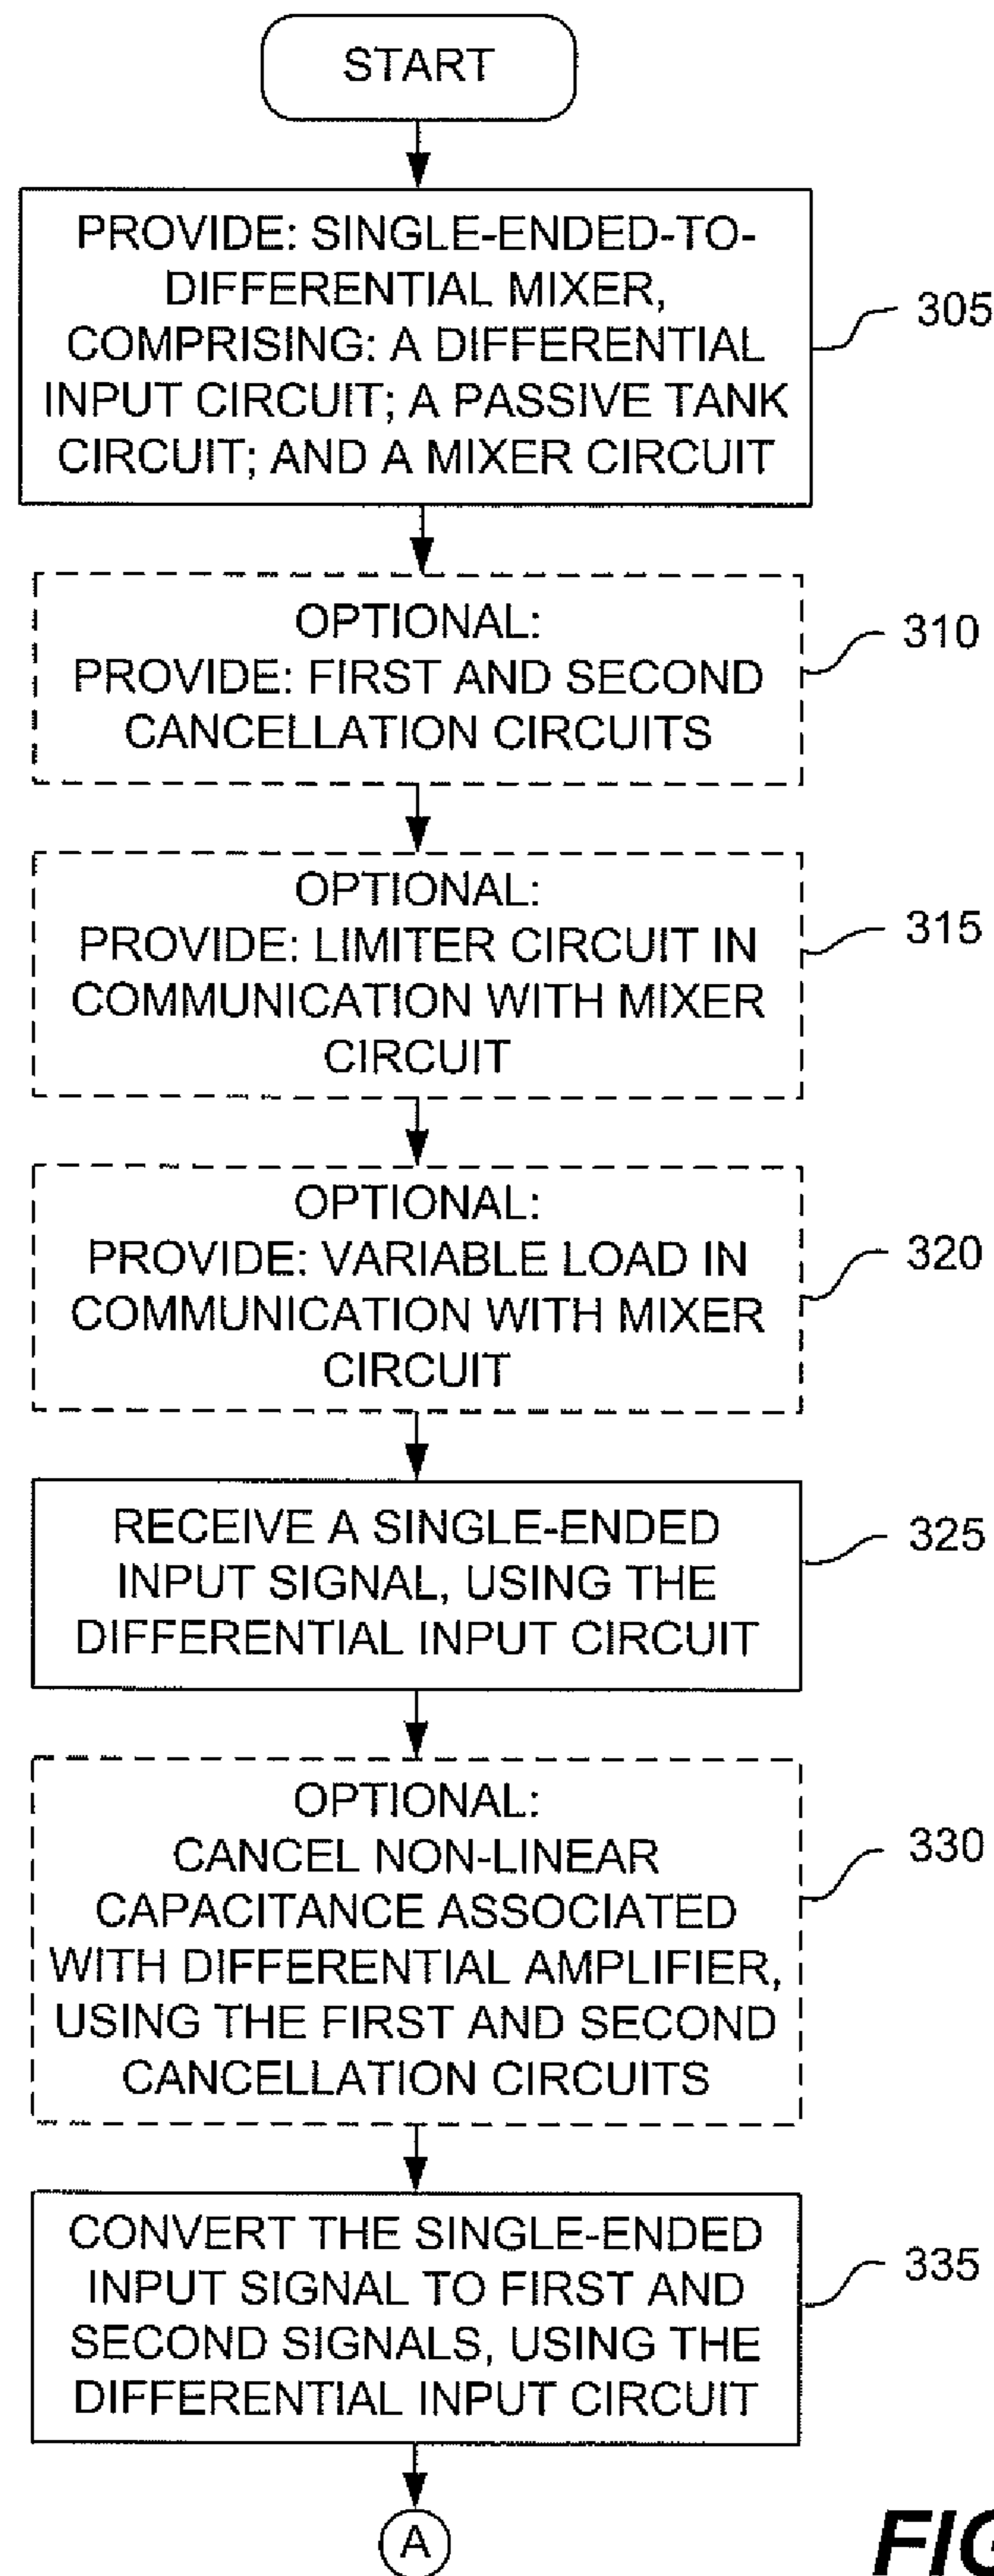 START
PROVIDE: SINGLE-ENDED-TO-
DIFFERENTIAL MIXER,
COMPRISING: A DIFFERENTIAL
INPUT CIRCUIT; A PASSIVE TANK
CIRCUIT; AND A MIXER CIRCUIT
305
OPTIONAL:
PROVIDE: FIRST AND SECOND
CANCELLATION CIRCUITS
310
OPTIONAL:
PROVIDE: LIMITER CIRCUIT IN
COMMUNICATION WITH MIXER
CIRCUIT
315
OPTIONAL:
PROVIDE: VARIABLE LOAD IN
COMMUNICATION WITH MIXER
CIRCUIT
320
RECEIVE A SINGLE-ENDED
INPUT SIGNAL, USING THE
DIFFERENTIAL INPUT CIRCUIT
325
OPTIONAL:
CANCEL NON-LINEAR
CAPACITANCE ASSOCIATED
WITH DIFFERENTIAL AMPLIFIER,
USING THE FIRST AND SECOND
CANCELLATION CIRCUITS
330
CONVERT THE SINGLE-ENDED
INPUT SIGNAL TO FIRST AND
SECOND SIGNALS, USING THE
DIFFERENTIAL INPUT CIRCUIT
335
A